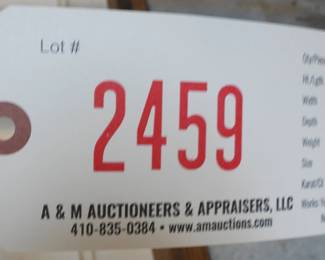 Lot #
2459
A & M AUCTIONEERS & APPRAISERS, LLC
410-835-0384 • www.amauctions.com
Width
Depth
Weight
Size